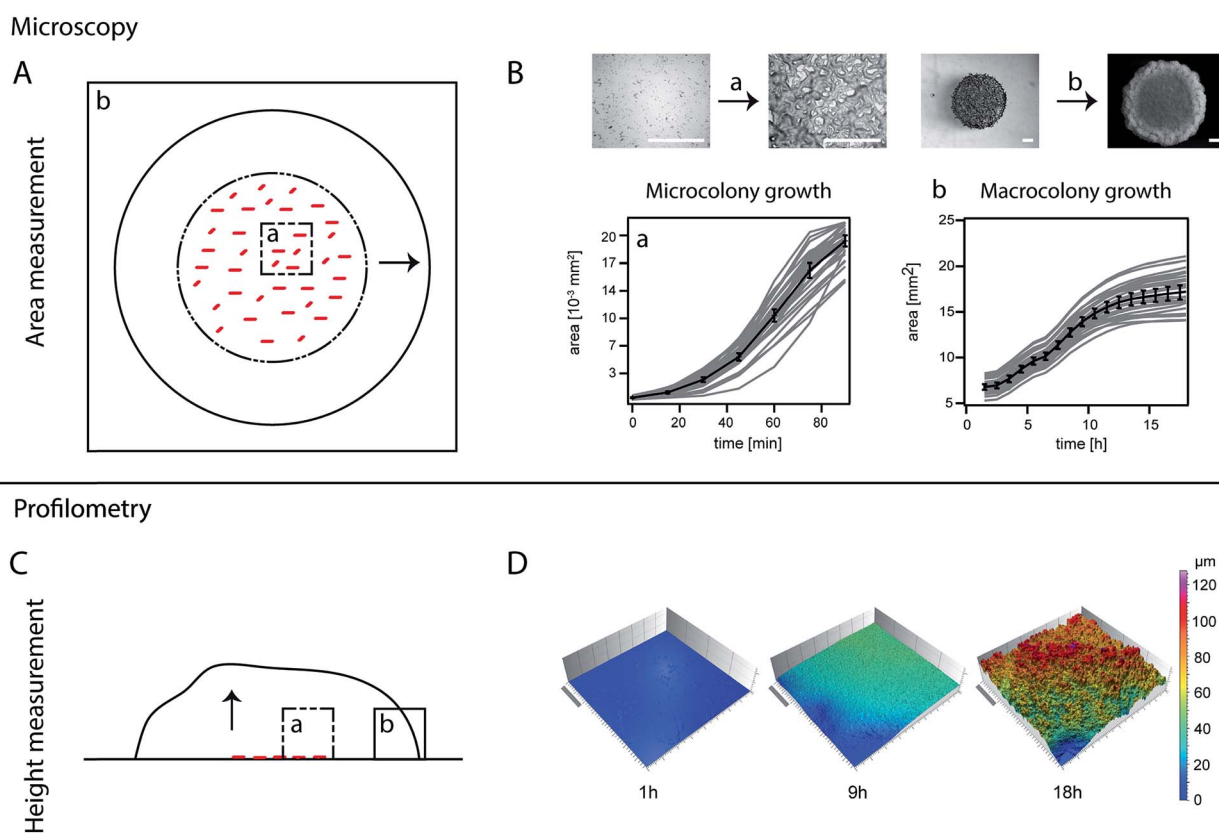 Microscopy
A
Area measurement
b
a
B
a
b
Microcolony growth
a
area [10⁻³ mm²]
20
17
14
10
7
3
0
20
40
60
80
time [min]
b
Macrocolony growth
area [mm²]
25
20
15
10
5
0
5
10
15
time [h]
Profilometry
C
Height measurement
a
b
D
1h
9h
18h
µm
120
100
80
60
40
20
0